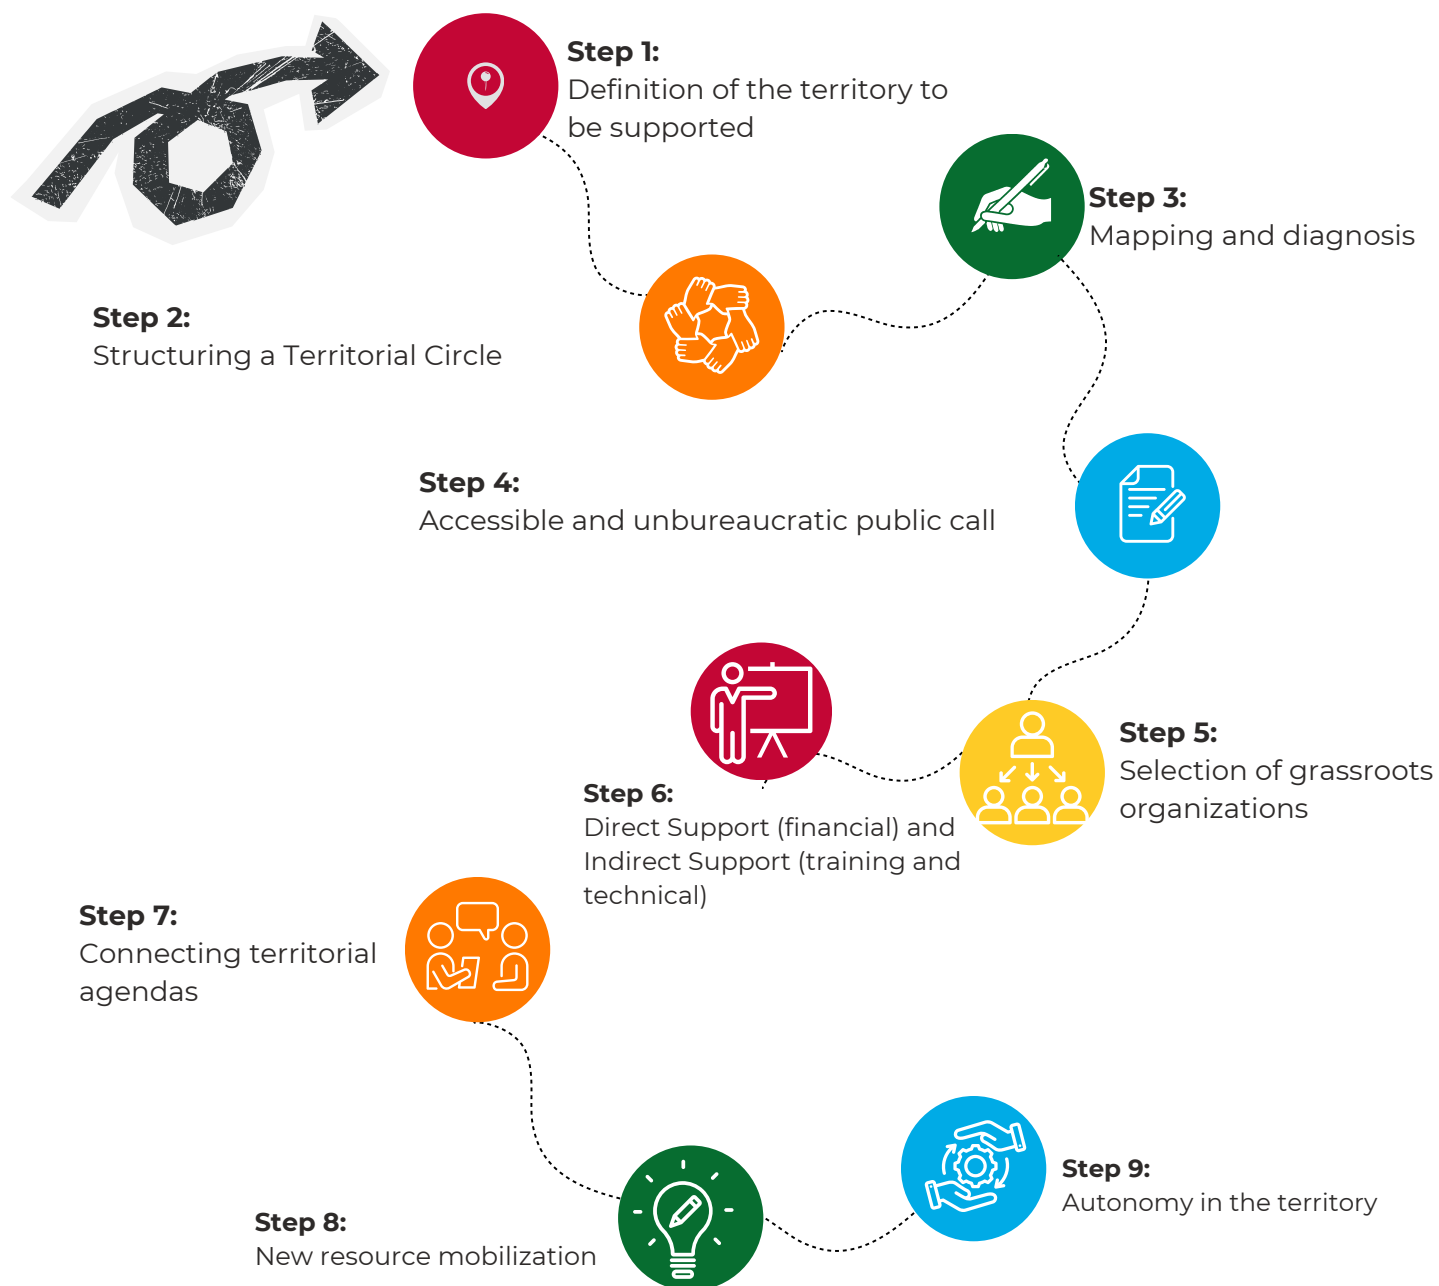 Step 1:
Definition of the territory to
be supported
Step 2:
Structuring a Territorial Circle
Step 3:
Mapping and diagnosis
Step 4:
Accessible and unbureaucratic public call
Step 5:
Selection of grassroots
organizations
Step 6:
Direct Support (financial) and
Indirect Support (training and
technical)
Step 7:
Connecting territorial
agendas
Step 8:
New resource mobilization
Step 9:
Autonomy in the territory